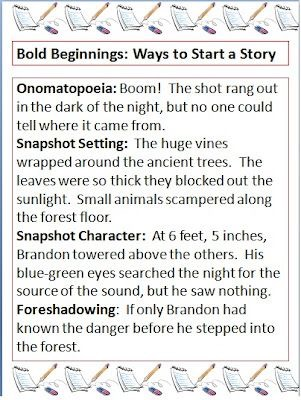 Bold Beginnings: Ways to Start a Story
Onomatopoeia: Boom! The shot rang out
in the dark of the night, but no one could
tell where it came from.
Snapshot Setting: The huge vines
wrapped around the ancient trees. The
leaves were so thick they blocked out the
sunlight. Small animals scampered along
the forest floor.
Snapshot Character: At 6 feet, 5 inches,
Brandon towered above the others. His
blue-green eyes searched the night for the
source of the sound, but he saw nothing.
Foreshadowing: If only Brandon had
known the danger before he stepped into
the forest.